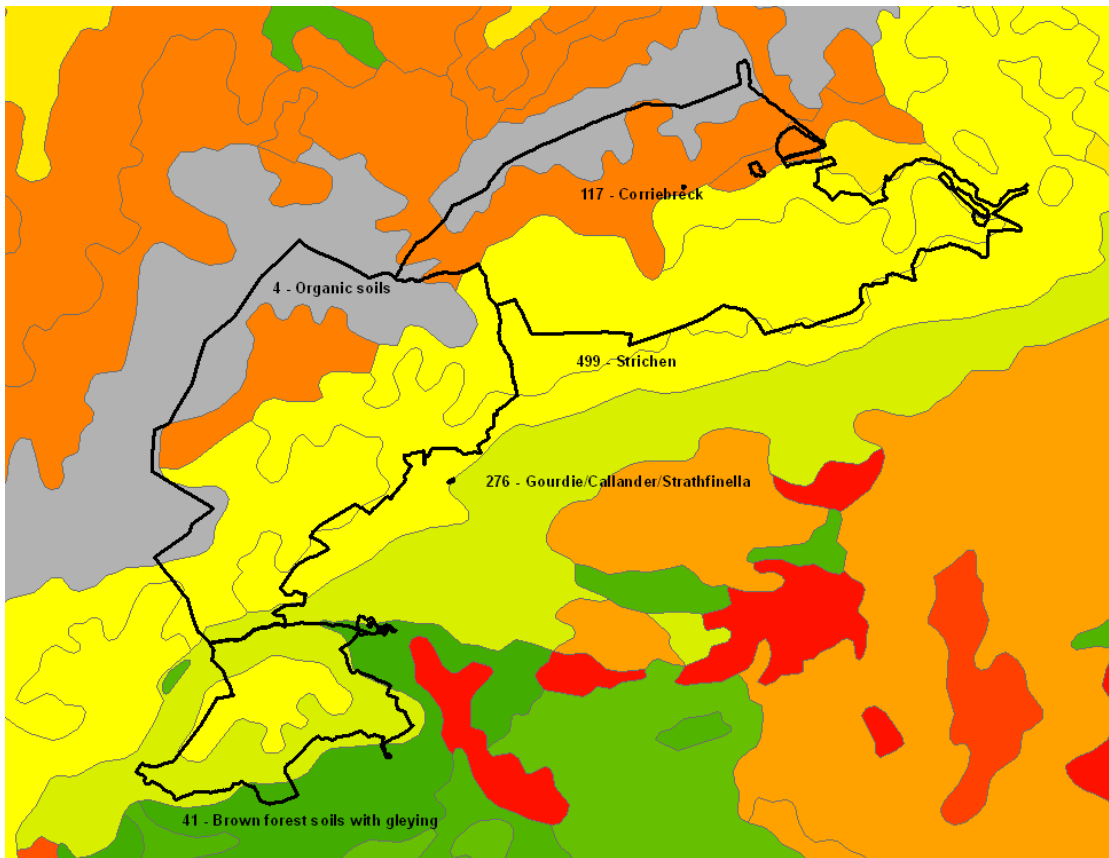 117 - Corriebreck
4 - Organic soils
499 - Strichen
276 - Gourdie/Callander/Strathfinella
41 - Brown forest soils with gleying